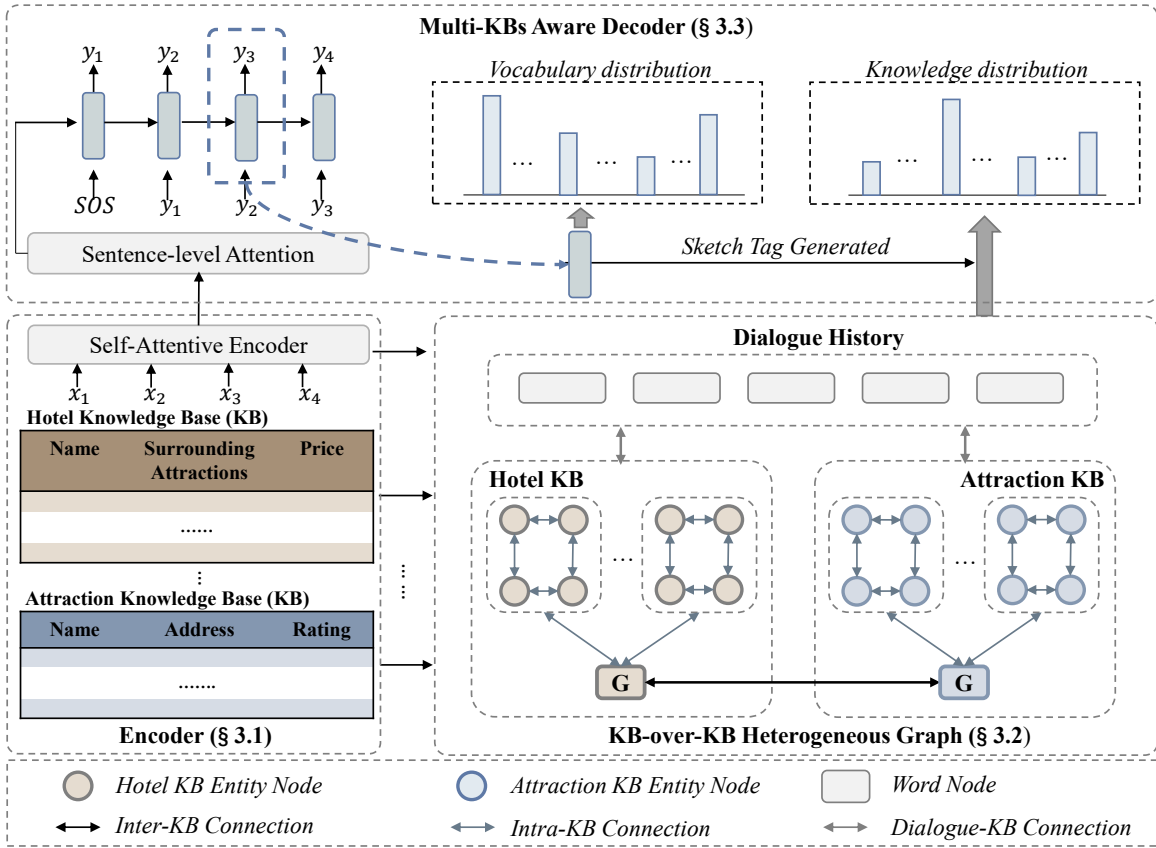 Multi-KBs Aware Decoder (§ 3.3)
y₁ y₂ y₃ y₄
SOS y₁ y₂ y₃
Sentence-level Attention
Vocabulary distribution
... ... ...
Knowledge distribution
... ... ...
Sketch Tag Generated
Self-Attentive Encoder
x₁ x₂ x₃ x₄
Hotel Knowledge Base (KB)
Name Surrounding Price
Attractions
......
...
Attraction Knowledge Base (KB)
Name Address Rating
.......
Encoder (§ 3.1)
......
Dialogue History
Hotel KB
...
G
Attraction KB
...
G
KB-over-KB Heterogeneous Graph (§ 3.2)
Hotel KB Entity Node
Attraction KB Entity Node
Word Node
Inter-KB Connection
Intra-KB Connection
Dialogue-KB Connection